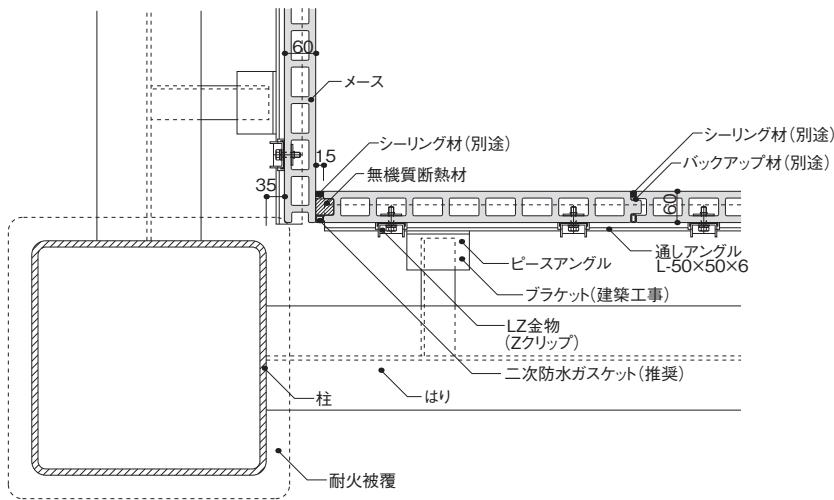 60
メース
シーリング材(別途)
15
無機質断熱材
35
シーリング材(別途)
バックアップ材(別途)
60
通しアングル
L-50×50×6
ピースアングル
ブラケット(建築工事)
LZ金物
(Zクリップ)
二次防水ガスケット(推奨)
柱
はり
耐火被覆